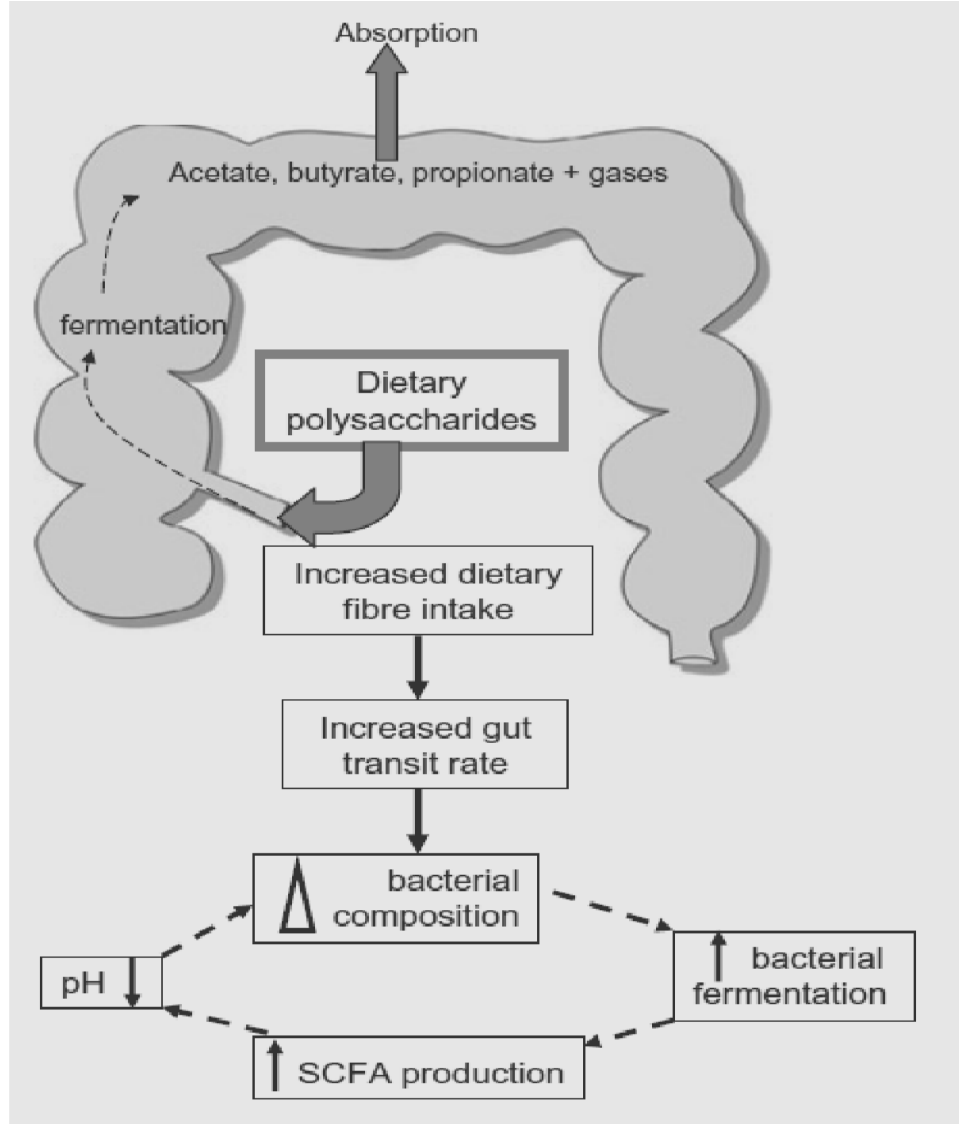 Absorption
Acetate, butyrate, propionate + gases
fermentation
Dietary
polysaccharides
Increased dietary
fibre intake
Increased gut
transit rate
bacterial
composition
bacterial
fermentation
pH
SCFA production